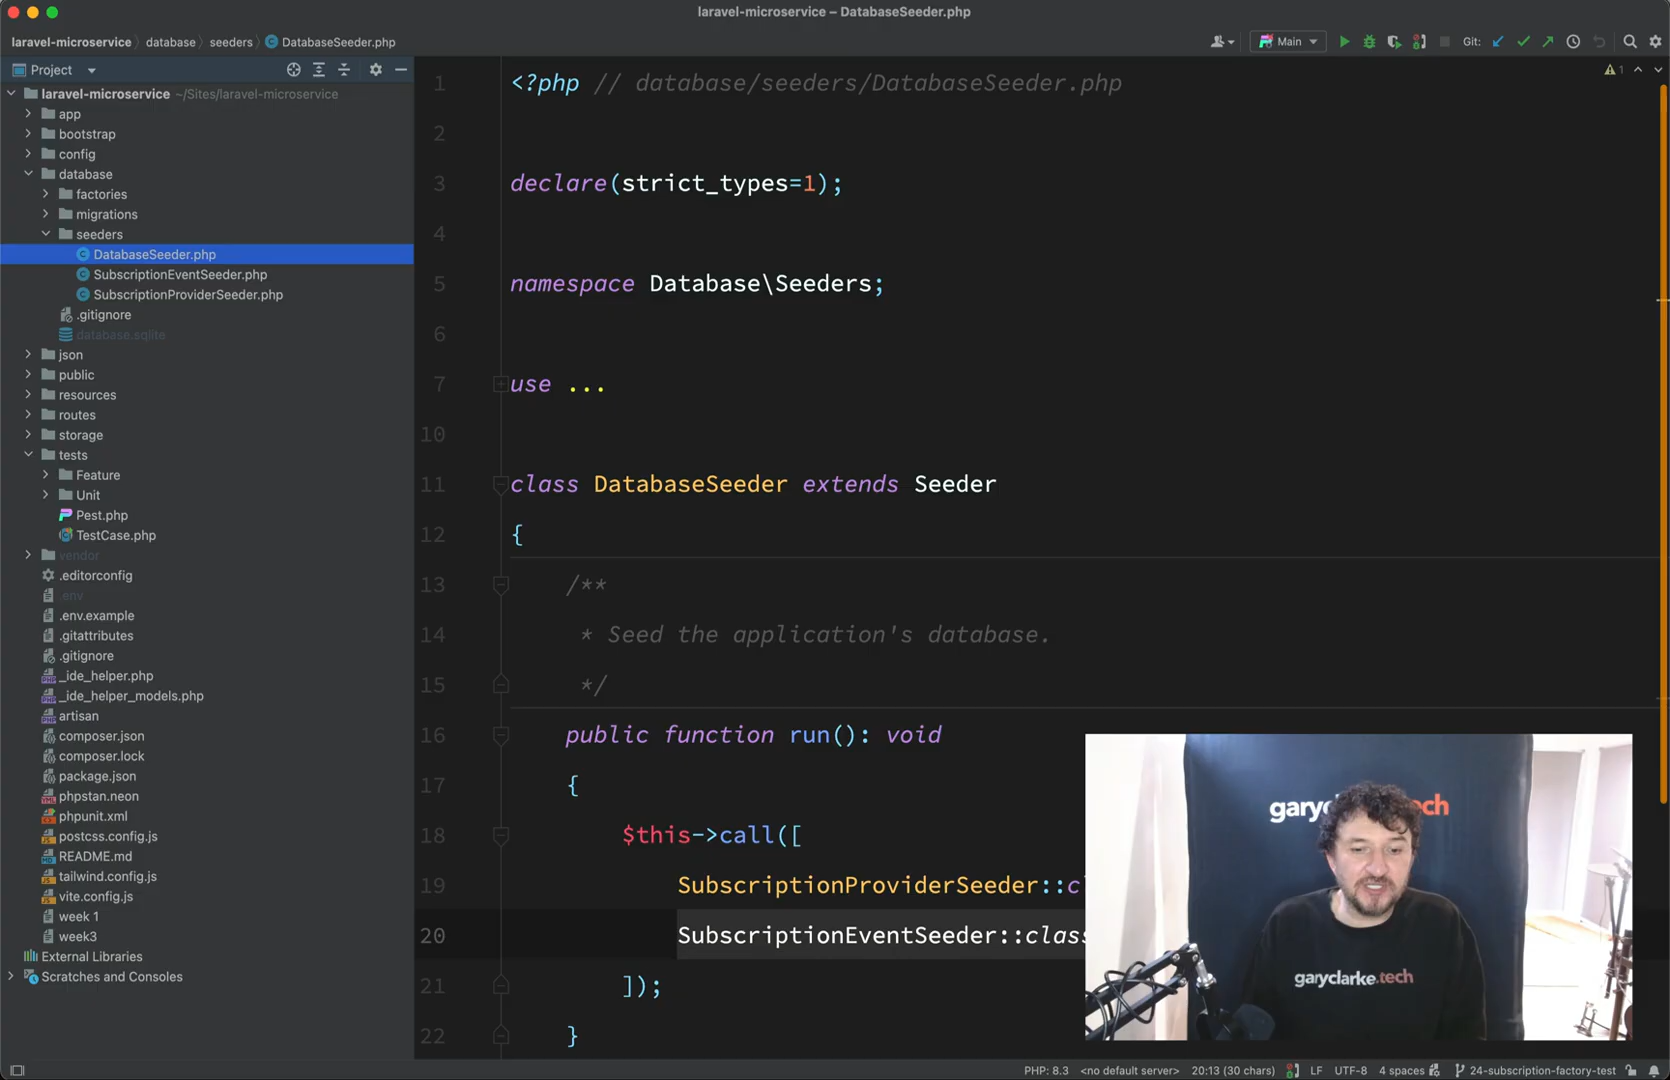 laravel-microservice – DatabaseSeeder.php
laravel-microservice database seeders DatabaseSeeder.php
Main
Git:
Project
laravel-microservice ~/Sites/laravel-microservice
app
bootstrap
config
database
factories
migrations
seeders
DatabaseSeeder.php
SubscriptionEventSeeder.php
SubscriptionProviderSeeder.php
.gitignore
database.sqlite
json
public
resources
routes
storage
tests
Feature
Unit
Pest.php
TestCase.php
vendor
.editorconfig
.env
.env.example
.gitattributes
.gitignore
_ide_helper.php
_ide_helper_models.php
artisan
composer.json
composer.lock
package.json
phpstan.neon
phpunit.xml
postcss.config.js
README.md
tailwind.config.js
vite.config.js
week 1
week3
External Libraries
Scratches and Consoles
1
1 <?php // database/seeders/DatabaseSeeder.php
2
3 declare(strict_types=1);
4
5 namespace Database\Seeders;
6
7 use ...
10
11 class DatabaseSeeder extends Seeder
12 {
13 /**
14 * Seed the application's database.
15 */
16 public function run(): void
17 {
18 $this->call([
19 SubscriptionProviderSeeder::cl
20 SubscriptionEventSeeder::class
21 ]);
22 }
garyclarke.tech
PHP: 8.3 <no default server> 20:13 (30 chars) LF UTF-8 4 spaces 24-subscription-factory-test